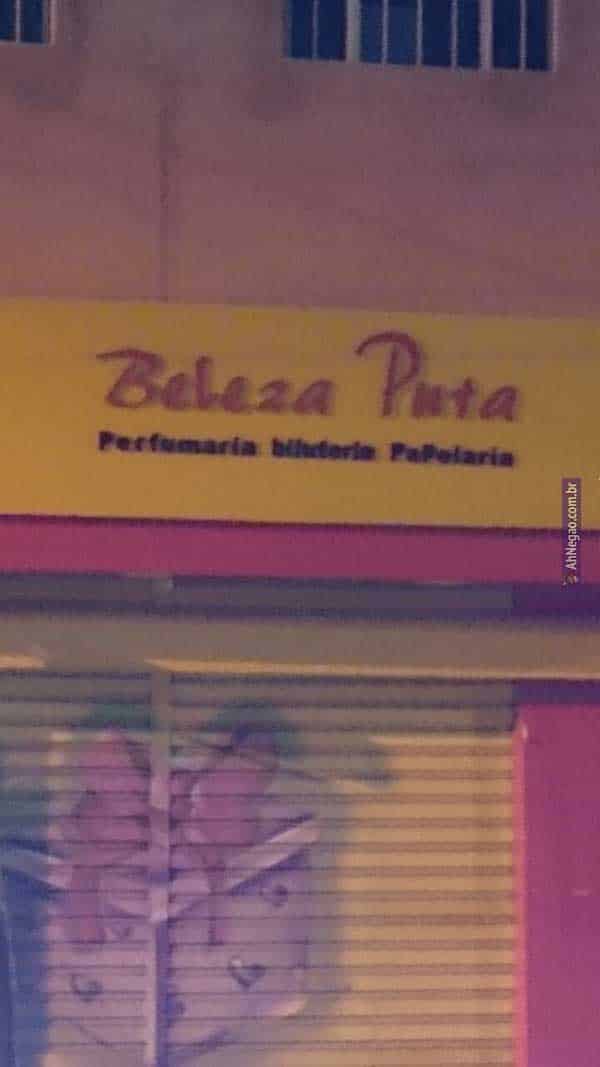 Beleza Puta
Perfumaria bijuteria PaPelaria
AhNegao.com.br